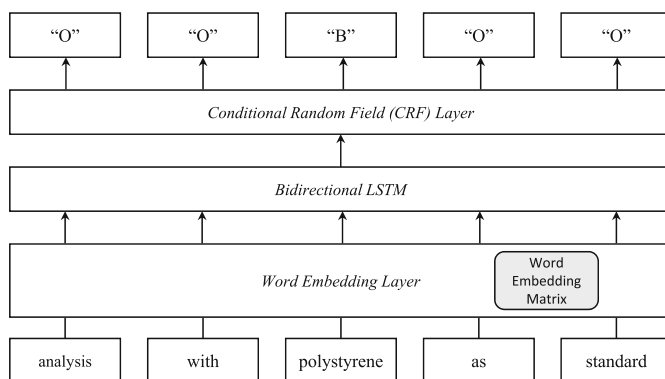 “O” “O” “B” “O” “O”
Conditional Random Field (CRF) Layer
Bidirectional LSTM
Word Embedding Layer
Word
Embedding
Matrix
analysis with polystyrene as standard